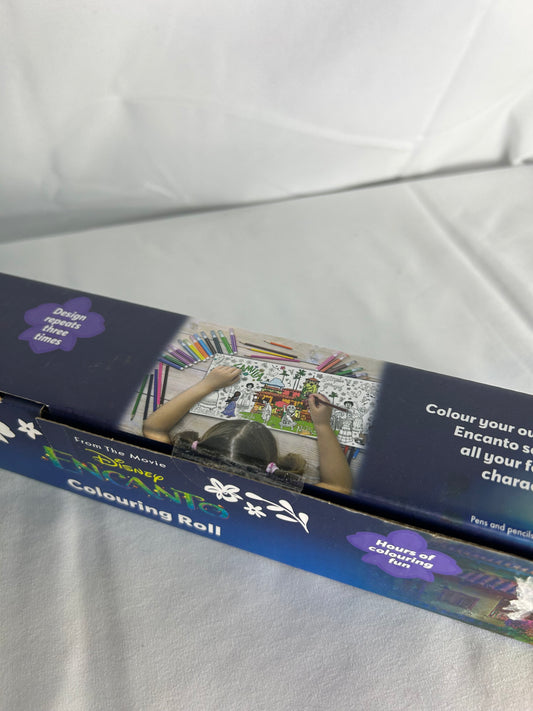 Design
repeats
three
times
Colour your ou
Encanto
all your
chara
Pens and pencils
From The Movie
Disney
ENCANTO
Colouring Roll
Hours of
colouring
fun